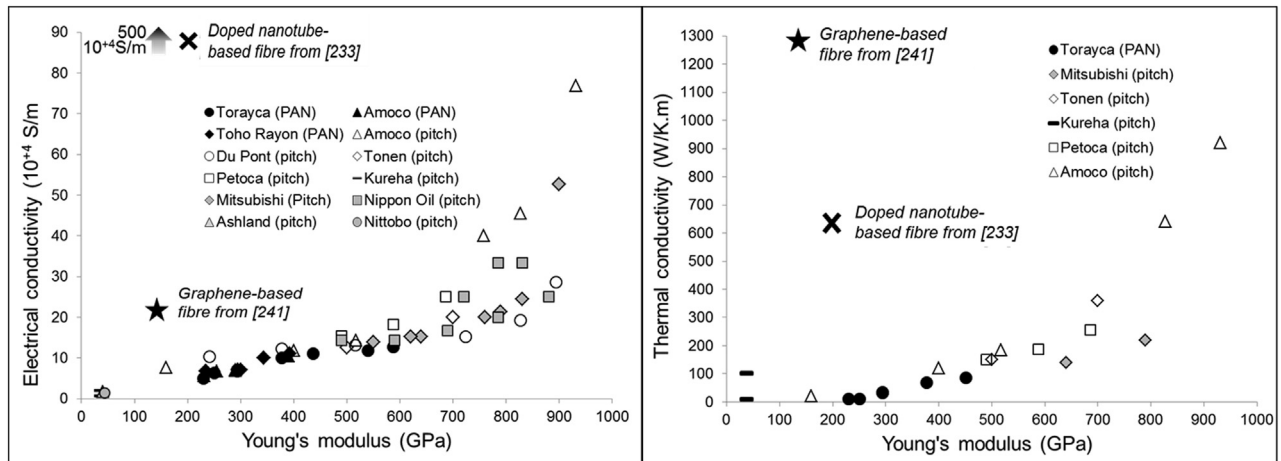 90
80
70
60
50
40
30
20
10
0
Electrical conductivity (10⁺⁴ S/m
500
10⁺⁴S/m
Doped nanotube-
based fibre from [233]
Torayca (PAN)
Amoco (PAN)
Toho Rayon (PAN)
Amoco (pitch)
Du Pont (pitch)
Tonen (pitch)
Petoca (pitch)
Kureha (pitch)
Mitsubishi (Pitch)
Nippon Oil (pitch)
Ashland (pitch)
Nittobo (pitch)
Graphene-based
fibre from [241]
0 100 200 300 400 500 600 700 800 900 1000
Young's modulus (GPa)
1300
1200
1100
1000
900
800
700
600
500
400
300
200
100
0
Thermal conductivity (W/K.m)
Graphene-based
fibre from [241]
Torayca (PAN)
Mitsubishi (pitch)
Tonen (pitch)
Kureha (pitch)
Petoca (pitch)
Amoco (pitch)
Doped nanotube-
based fibre from [233]
0 100 200 300 400 500 600 700 800 900 1000
Young's modulus (GPa)